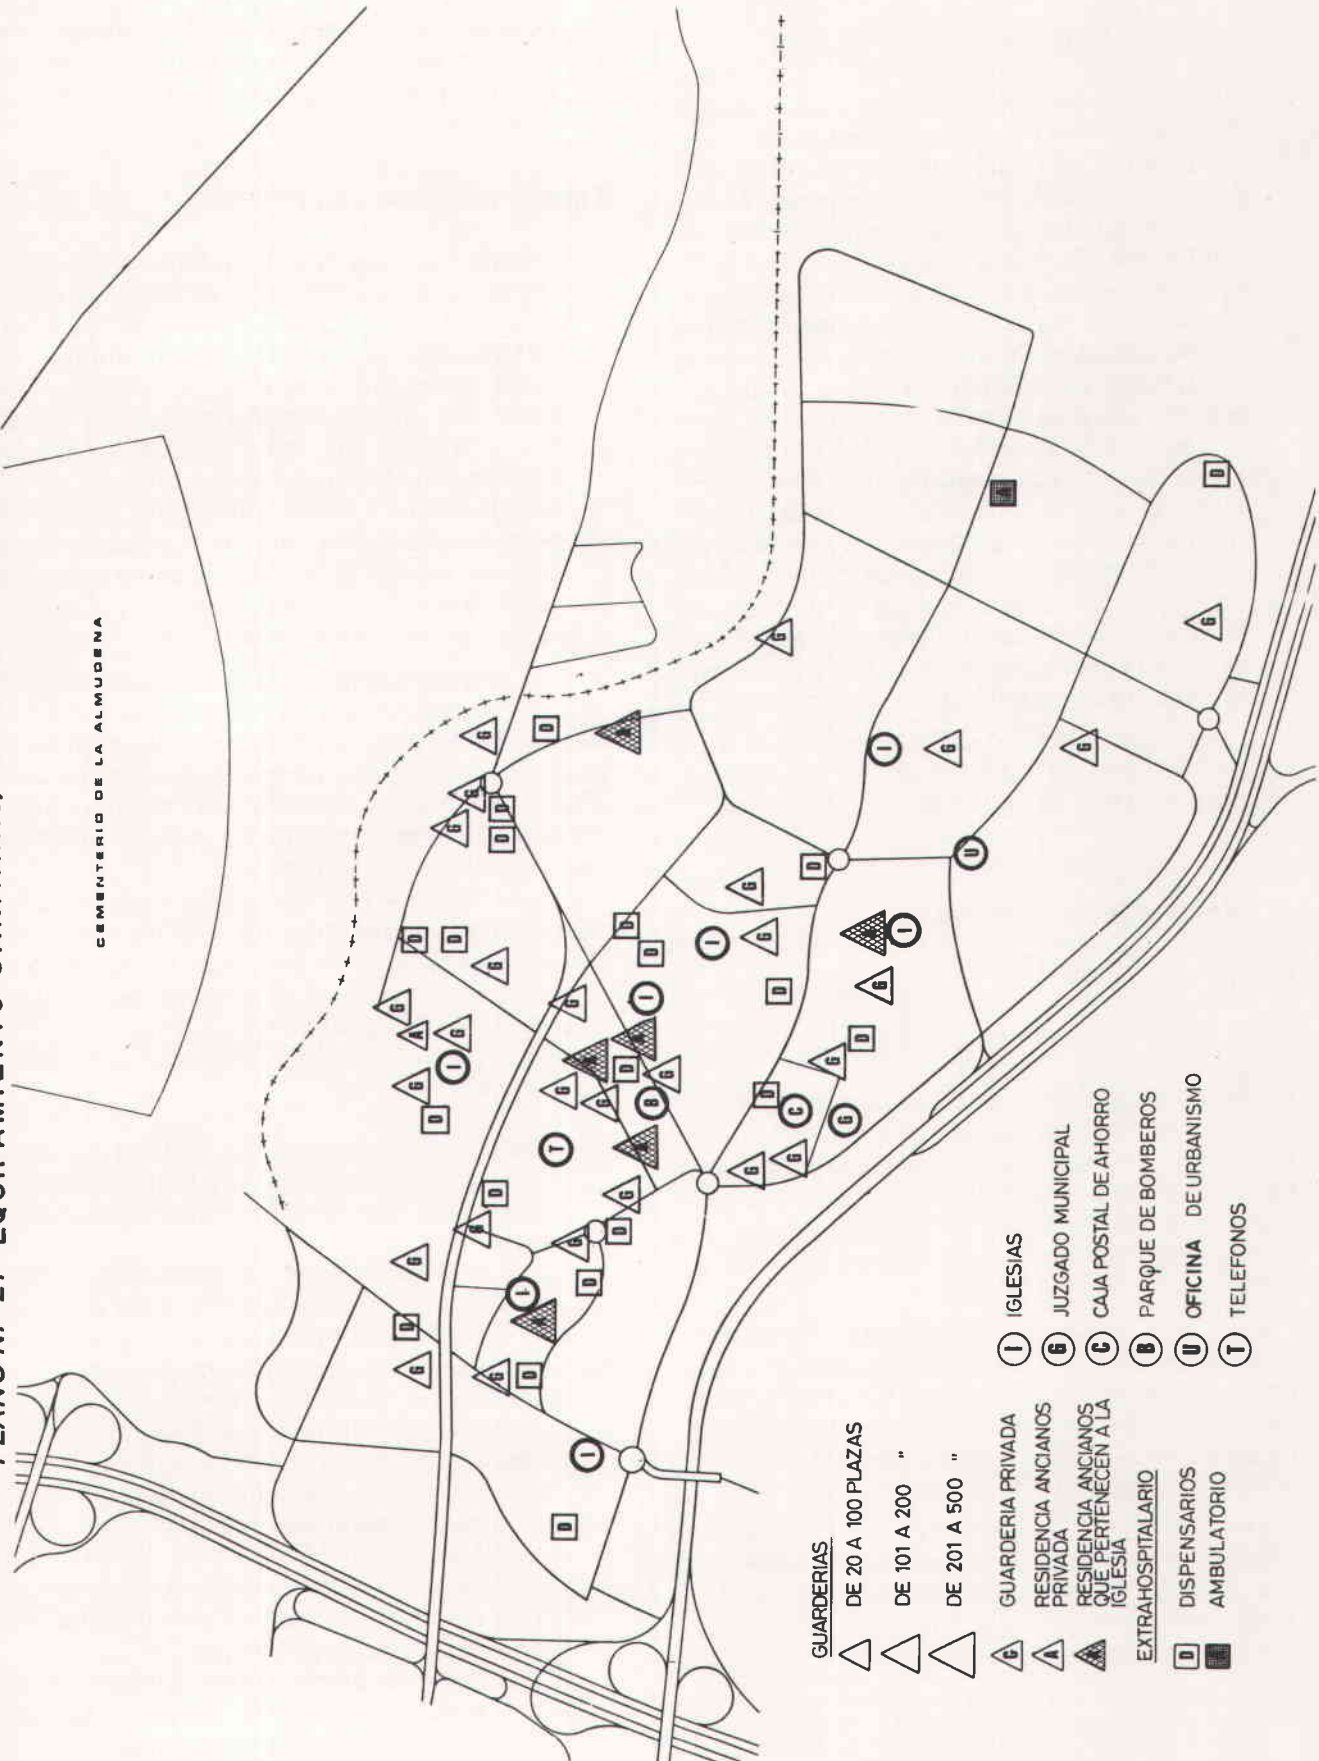 CEMENTERIO DE LA ALMUDENA
GUARDERIAS
DE 20 A 100 PLAZAS
DE 101 A 200 "
DE 201 A 500 "
G GUARDERIA PRIVADA
A RESIDENCIA ANCIANOS
PRIVADA
A RESIDENCIA ANCIANOS
QUE PERTENECEN A LA
IGLESIA
EXTRAHOSPITALARIO
D DISPENSARIOS
A AMBULATORIO
I IGLESIAS
G JUZGADO MUNICIPAL
C CAJA POSTAL DE AHORRO
B PARQUE DE BOMBEROS
U OFICINA DE URBANISMO
T TELEFONOS